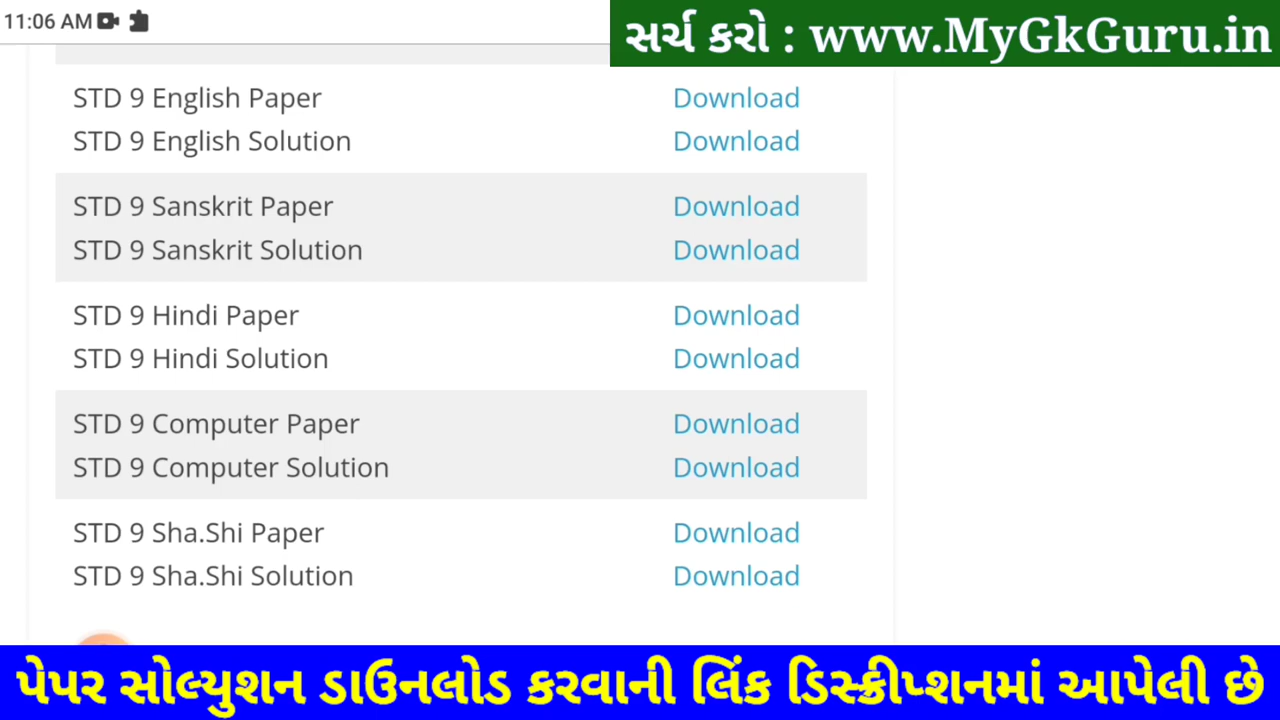 11:06 AM
સર્ચ કરો : www.MyGkGuru.in
STD 9 English Paper Download
STD 9 English Solution Download
STD 9 Sanskrit Paper Download
STD 9 Sanskrit Solution Download
STD 9 Hindi Paper Download
STD 9 Hindi Solution Download
STD 9 Computer Paper Download
STD 9 Computer Solution Download
STD 9 Sha.Shi Paper Download
STD 9 Sha.Shi Solution Download
પેપર સોલ્યુશન ડાઉનલોડ કરવાની લિંક ડિસ્ક્રીપ્શનમાં આપેલી છે